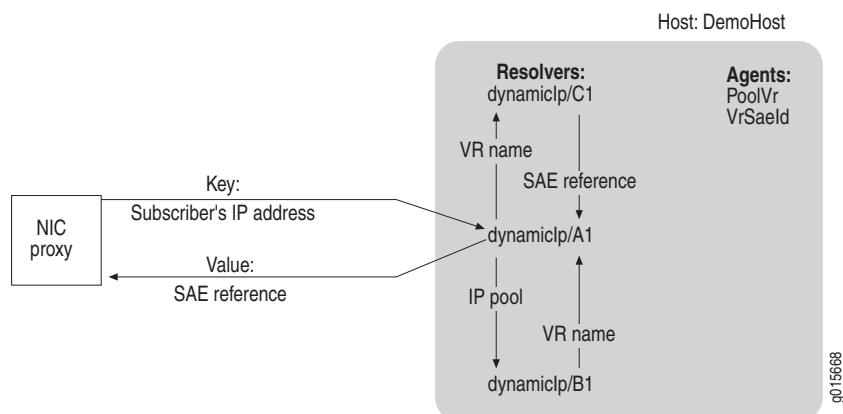 Host: DemoHost
Resolvers:
dynamicIp/C1
Agents:
PoolVr
VrSaeId
VR name
SAE reference
Key:
Subscriber's IP address
NIC
proxy
dynamicIp/A1
Value:
SAE reference
IP pool
VR name
dynamicIp/B1
g015668